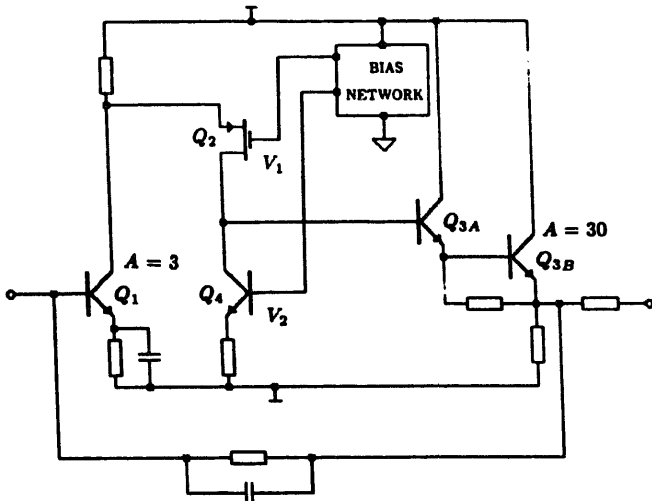 BIAS
NETWORK
Q2
V1
Q3A
A = 30
Q3B
A = 3
Q1
Q4
V2